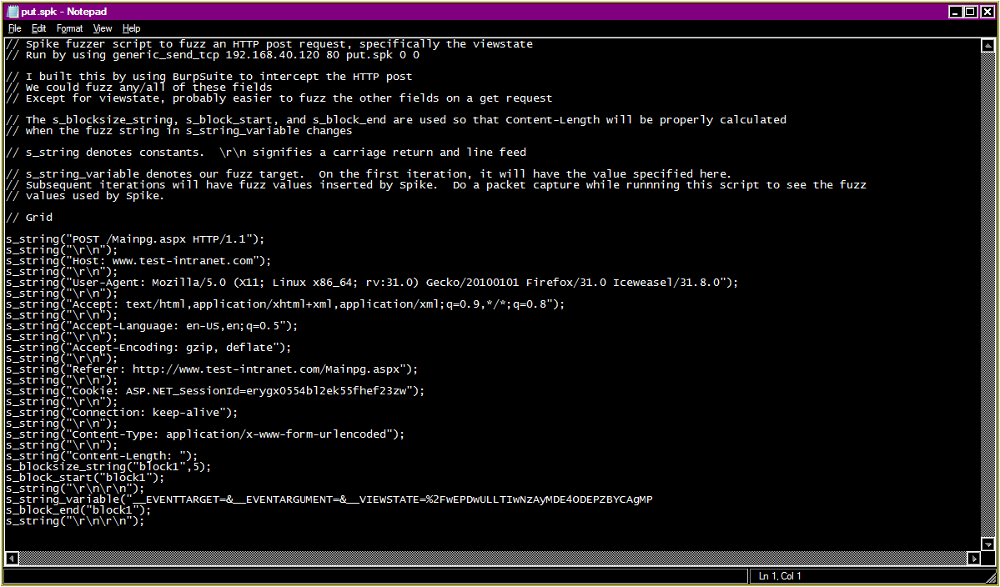 put.spk - Notepad
File Edit Format View Help
// Spike fuzzer script to fuzz an HTTP post request, specifically the viewstate
// Run by using generic_send_tcp 192.168.40.120 80 put.spk 0 0
// I built this by using BurpSuite to intercept the HTTP post
// We could fuzz any/all of these fields
// Except for viewstate, probably easier to fuzz the other fields on a get request
// The s_blocksize_string, s_block_start, and s_block_end are used so that Content-Length will be properly calculated
// when the fuzz string in s_string_variable changes
// s_string denotes constants.  \r\n signifies a carriage return and line feed
// s_string_variable denotes our fuzz target.  On the first iteration, it will have the value specified here.
// Subsequent iterations will have fuzz values inserted by Spike.  Do a packet capture while runnning this script to see the fuzz
// values used by Spike.
// Grid
s_string("POST /Mainpg.aspx HTTP/1.1");
s_string("\r\n");
s_string("Host: www.test-intranet.com");
s_string("\r\n");
s_string("User-Agent: Mozilla/5.0 (X11; Linux x86_64; rv:31.0) Gecko/20100101 Firefox/31.0 Iceweasel/31.8.0");
s_string("\r\n");
s_string("Accept: text/html,application/xhtml+xml,application/xml;q=0.9,*/*;q=0.8");
s_string("\r\n");
s_string("Accept-Language: en-US,en;q=0.5");
s_string("\r\n");
s_string("Accept-Encoding: gzip, deflate");
s_string("\r\n");
s_string("Referer: http://www.test-intranet.com/Mainpg.aspx");
s_string("\r\n");
s_string("Cookie: ASP.NET_SessionId=erygx0554bl2ek55fhef23zw");
s_string("\r\n");
s_string("Connection: keep-alive");
s_string("\r\n");
s_string("Content-Type: application/x-www-form-urlencoded");
s_string("\r\n");
s_string("Content-Length: ");
s_blocksize_string("block1",5);
s_block_start("block1");
s_string("\r\n\r\n");
s_string_variable("__EVENTTARGET=&__EVENTARGUMENT=&__VIEWSTATE=%2FwEPDwULLTIwNzAyMDE4ODEPZBYCAgMP
s_block_end("block1");
s_string("\r\n\r\n");
Ln 1, Col 1